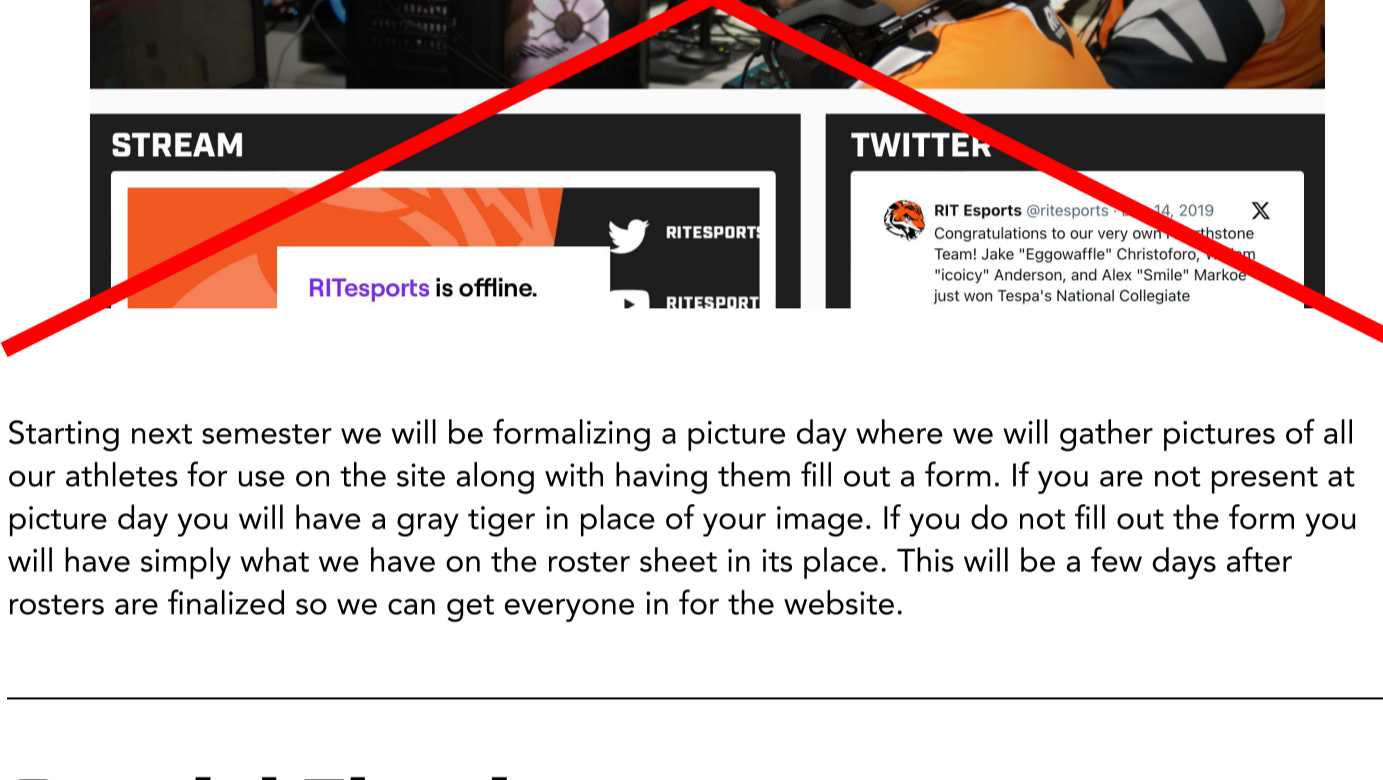 STREAM
TWITTER
RITESPORTS
RITesports is offline.
RITESPORT
RIT Esports @ritesports · 14, 2019
Congratulations to our very own
Team! Jake "Eggowaffle" Christoforo,
"icoicy" Anderson, and Alex "Smile" Markoe
just won Tespa's National Collegiate
Starting next semester we will be formalizing a picture day where we will gather pictures of all
our athletes for use on the site along with having them fill out a form. If you are not present at
picture day you will have a gray tiger in place of your image. If you do not fill out the form you
will have simply what we have on the roster sheet in its place. This will be a few days after
rosters are finalized so we can get everyone in for the website.